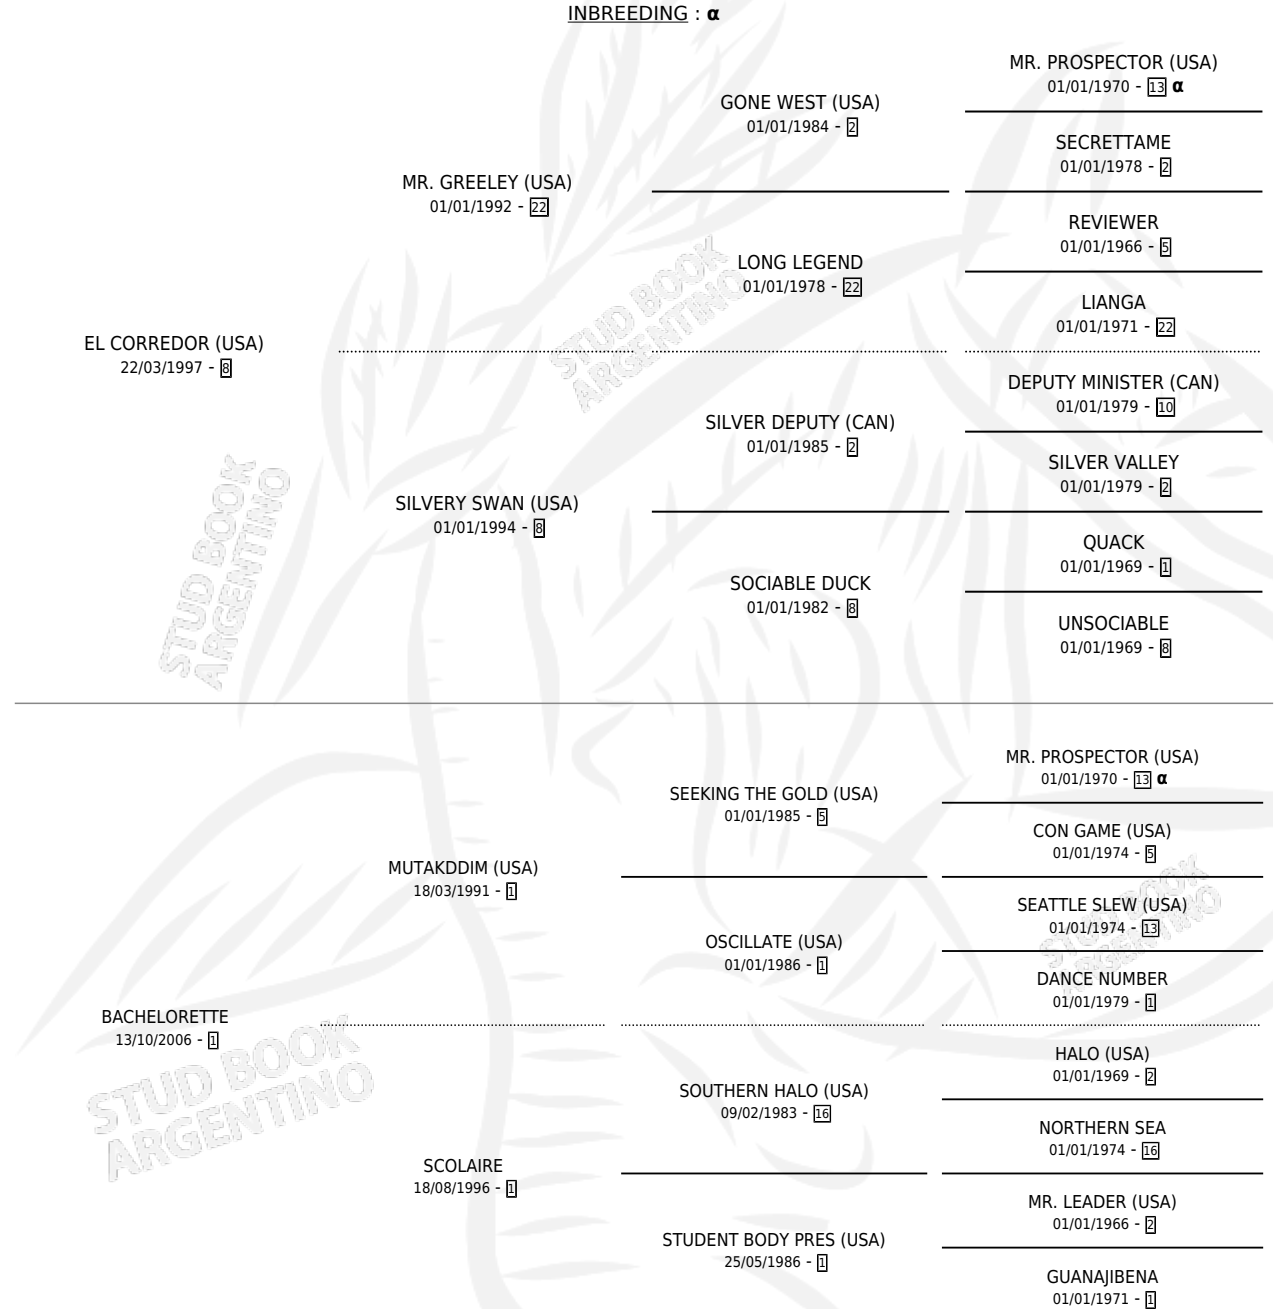 INBREEDING : α
MR. PROSPECTOR (USA)
01/01/1970 - 13 α
GONE WEST (USA)
01/01/1984 - 2
SECRETTAME
01/01/1978 - 2
MR. GREELEY (USA)
01/01/1992 - 22
REVIEWER
01/01/1966 - 5
LONG LEGEND
01/01/1978 - 22
LIANGA
01/01/1971 - 22
EL CORREDOR (USA)
22/03/1997 - 8
DEPUTY MINISTER (CAN)
01/01/1979 - 10
SILVER DEPUTY (CAN)
01/01/1985 - 2
SILVER VALLEY
01/01/1979 - 2
SILVERY SWAN (USA)
01/01/1994 - 8
QUACK
01/01/1969 - 1
SOCIABLE DUCK
01/01/1982 - 8
UNSOCIABLE
01/01/1969 - 8
STUD BOOK
ARGENTINO
STUD BOOK
ARGENTINO
MR. PROSPECTOR (USA)
01/01/1970 - 13 α
SEEKING THE GOLD (USA)
01/01/1985 - 5
CON GAME (USA)
01/01/1974 - 5
MUTAKDDIM (USA)
18/03/1991 - 1
SEATTLE SLEW (USA)
01/01/1974 - 13
OSCILLATE (USA)
01/01/1986 - 1
DANCE NUMBER
01/01/1979 - 1
BACHELORETTE
13/10/2006 - 1
HALO (USA)
01/01/1969 - 2
SOUTHERN HALO (USA)
09/02/1983 - 16
NORTHERN SEA
01/01/1974 - 16
SCOLAIRE
18/08/1996 - 1
MR. LEADER (USA)
01/01/1966 - 2
STUDENT BODY PRES (USA)
25/05/1986 - 1
GUANAJIBENA
01/01/1971 - 1
STUD BOOK
ARGENTINO
STUD BOOK
ARGENTINO